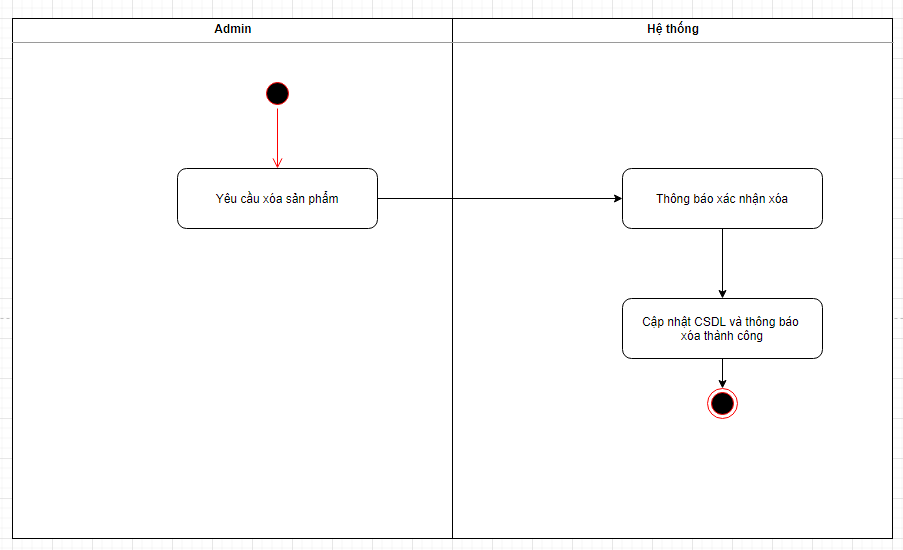 Admin
Hệ thống
Yêu cầu xóa sản phẩm
Thông báo xác nhận xóa
Cập nhật CSDL và thông báo
xóa thành công